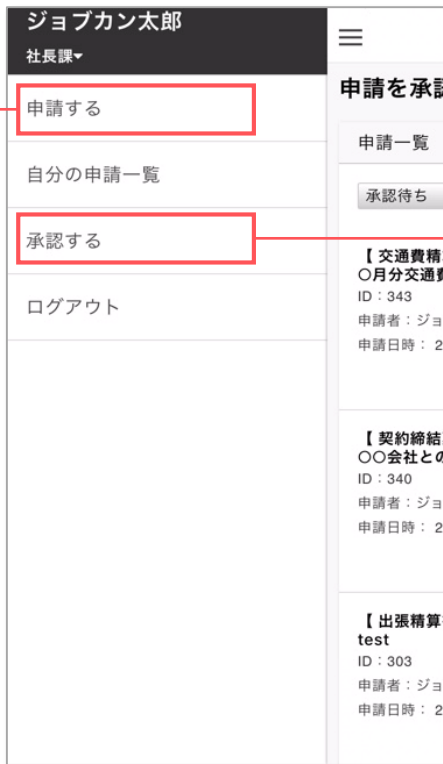 ジョブカン太郎
社長課▾
申請する
自分の申請一覧
承認する
ログアウト
申請を承
申請一覧
承認待ち
【 交通費精
〇月分交通
ID：343
申請者：ジョ
申請日時： 2
【 契約締結
〇〇会社と
ID：340
申請者：ジョ
申請日時： 2
【 出張精算
test
ID：303
申請者：ジョ
申請日時： 2